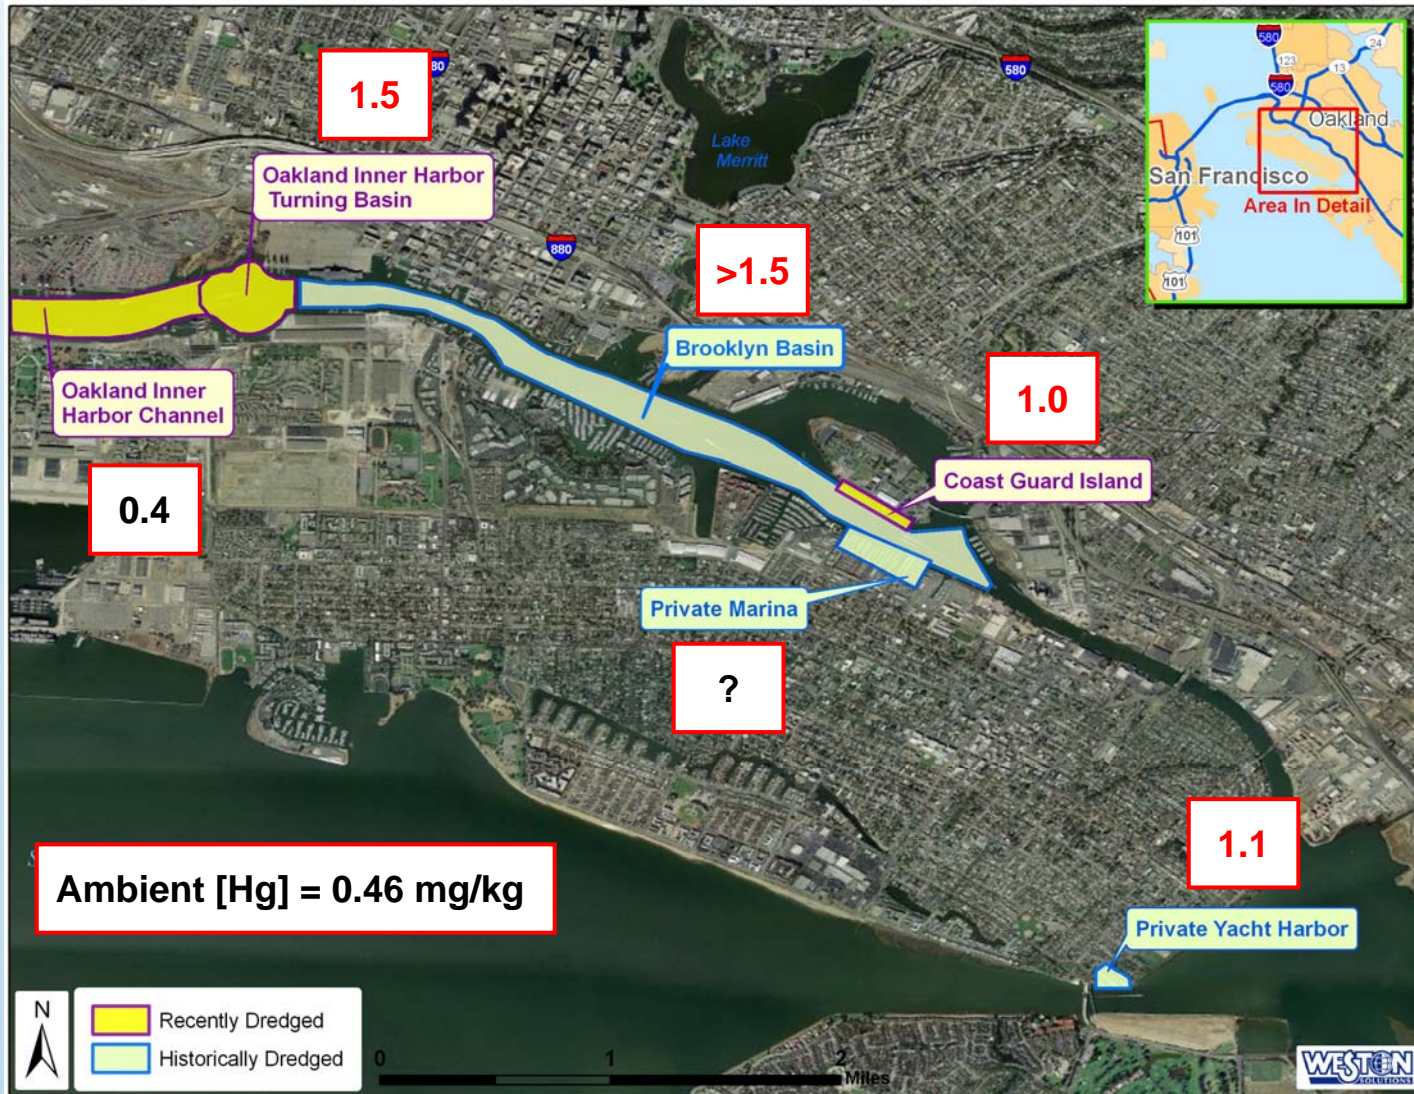 1.5
80
580
Lake
Merritt
Oakland Inner Harbor
Turning Basin
880
>1.5
Brooklyn Basin
Oakland Inner
Harbor Channel
0.4
1.0
Coast Guard Island
Private Marina
?
1.1
Private Yacht Harbor
S
Ambient [Hg] = 0.46 mg/kg
N
Recently Dredged
Historically Dredged
0
1
2
Miles
WESTON
SOLUTIONS
580
24
123
13
580
Oakland
San Francisco
Area In Detail
101
101